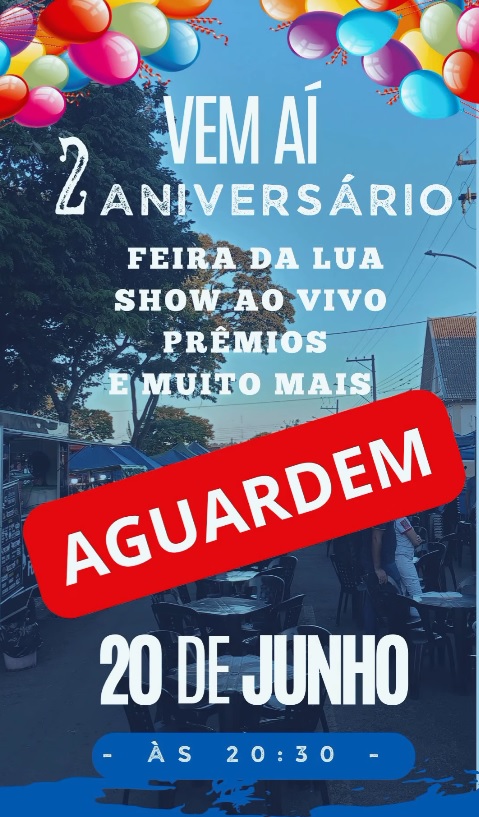 VEM AÍ
2 ANIVERSÁRIO
FEIRA DA LUA
SHOW AO VIVO
PRÊMIOS
E MUITO MAIS
AGUARDEM
20 DE JUNHO
- ÀS 20:30 -